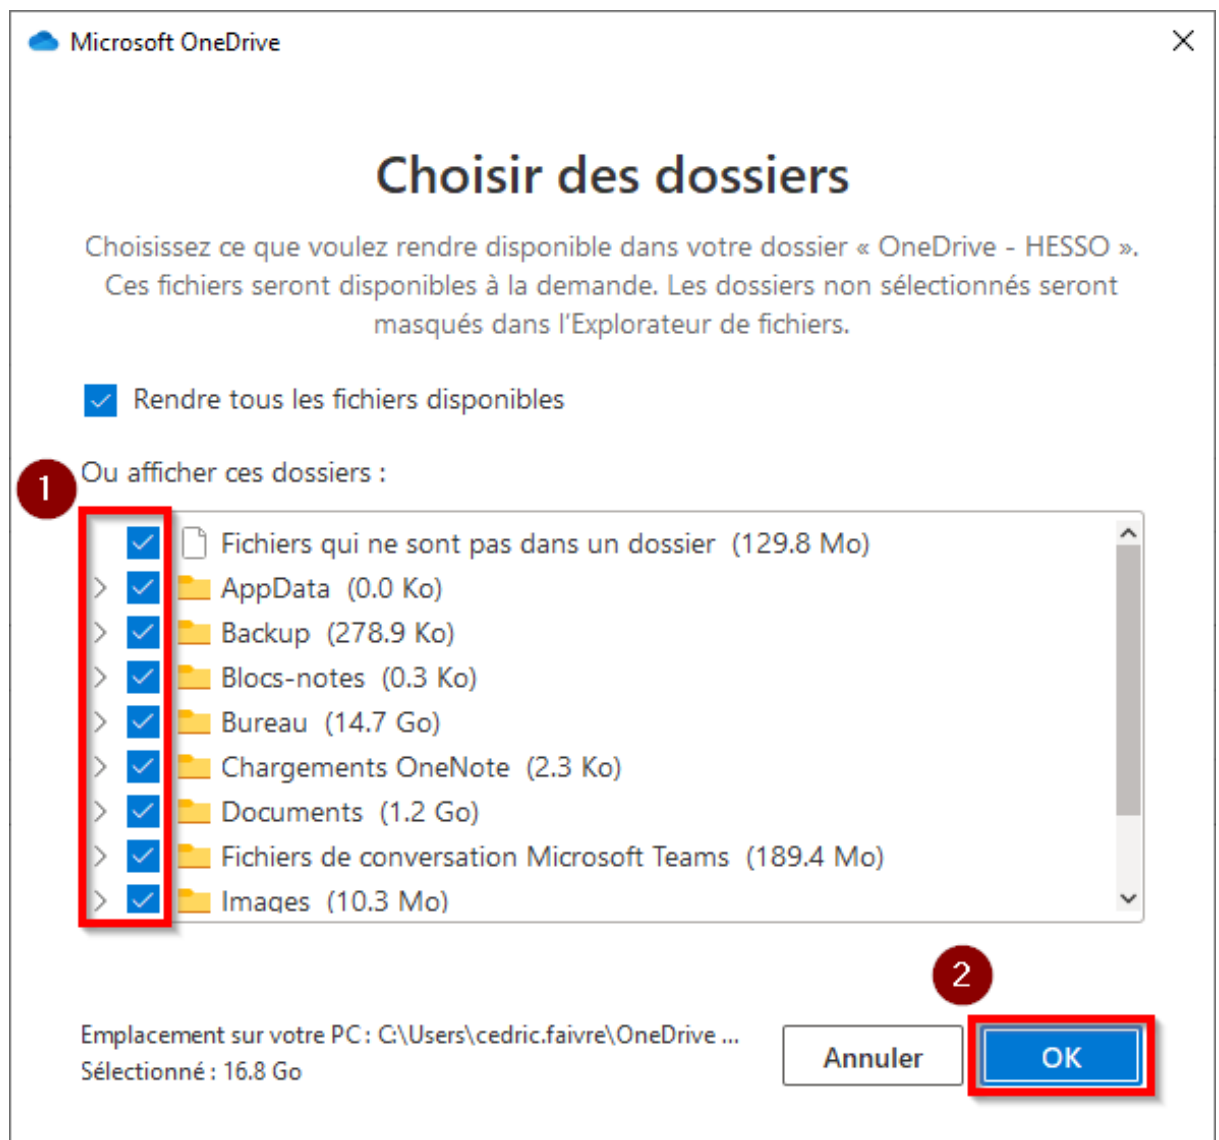 Microsoft OneDrive
Choisir des dossiers
Choisissez ce que voulez rendre disponible dans votre dossier « OneDrive - HESSO ».
Ces fichiers seront disponibles à la demande. Les dossiers non sélectionnés seront
masqués dans l'Explorateur de fichiers.
Rendre tous les fichiers disponibles
Ou afficher ces dossiers :
1
Fichiers qui ne sont pas dans un dossier (129.8 Mo)
AppData (0.0 Ko)
Backup (278.9 Ko)
Blocs-notes (0.3 Ko)
Bureau (14.7 Go)
Chargements OneNote (2.3 Ko)
Documents (1.2 Go)
Fichiers de conversation Microsoft Teams (189.4 Mo)
Images (10.3 Mo)
2
Emplacement sur votre PC : C:\Users\cedric.faivre\OneDrive ...
Sélectionné : 16.8 Go
Annuler
OK